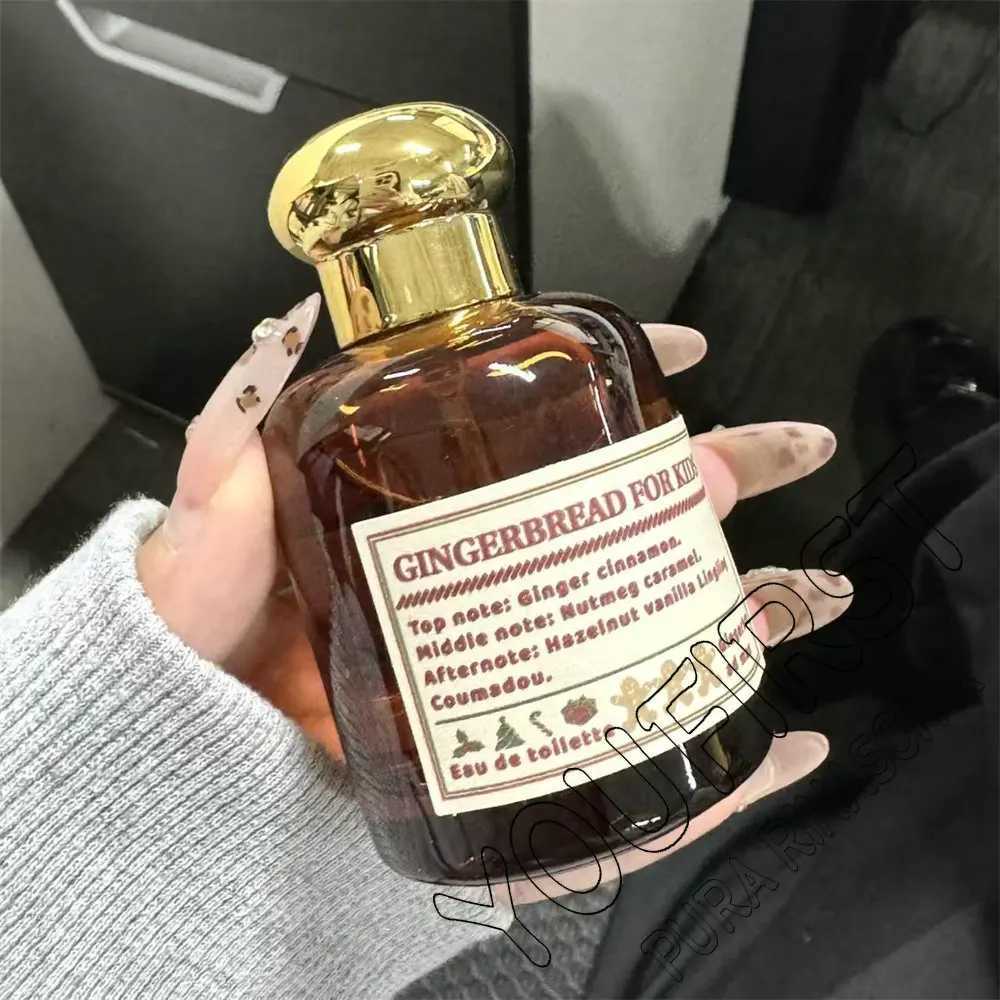 GINGERBREAD FOR KIDS
Top note: Ginger cinnamon.
Middle note: Nutmeg caramel.
Afternote: Hazelnut vanilla
Coumadou.
Eau de toilette
YOUFIRST
PURA